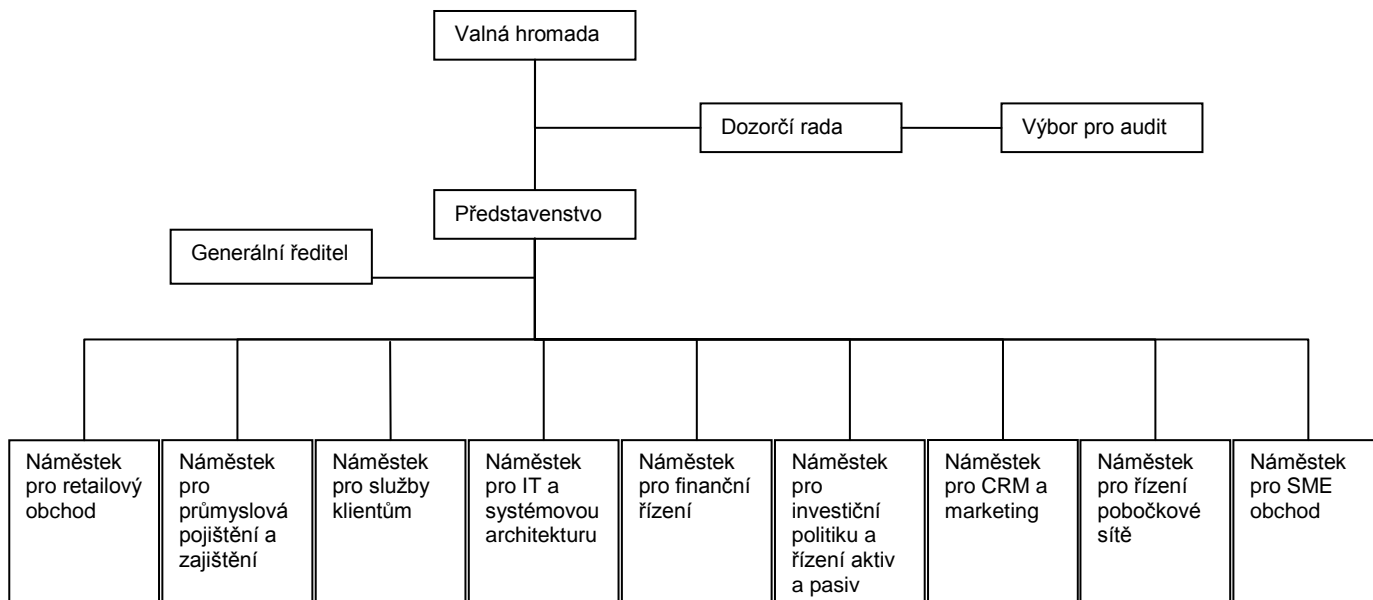 Valná hromada
Dozorčí rada
Výbor pro audit
Představenstvo
Generální ředitel
Náměstek
pro retailový
obchod
Náměstek
pro
průmyslová
pojištění a
zajištění
Náměstek
pro služby
klientům
Náměstek
pro IT a
systémovou
architekturu
Náměstek
pro finanční
řízení
Náměstek
pro
investiční
politiku a
řízení aktiv
a pasiv
Náměstek
pro CRM a
marketing
Náměstek
pro řízení
pobočkové
sítě
Náměstek
pro SME
obchod